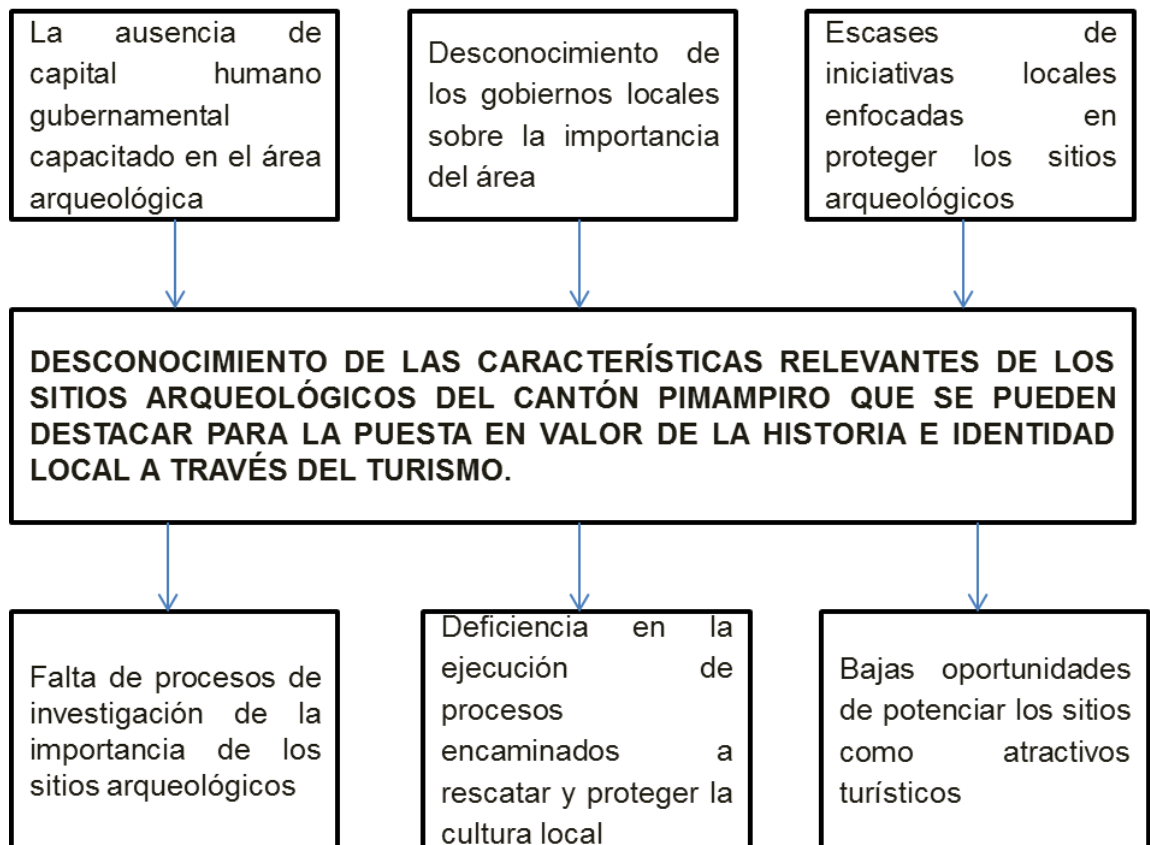 La ausencia de
capital humano
gubernamental
capacitado en el área
arqueológica
Desconocimiento de
los gobiernos locales
sobre la importancia
del área
Escases de
iniciativas locales
enfocadas en
proteger los sitios
arqueológicos
DESCONOCIMIENTO DE LAS CARACTERÍSTICAS RELEVANTES DE LOS
SITIOS ARQUEOLÓGICOS DEL CANTÓN PIMAMPIRO QUE SE PUEDEN
DESTACAR PARA LA PUESTA EN VALOR DE LA HISTORIA E IDENTIDAD
LOCAL A TRAVÉS DEL TURISMO.
Falta de procesos de
investigación de la
importancia de los
sitios arqueológicos
Deficiencia en la
ejecución de
procesos
encaminados a
rescatar y proteger la
cultura local
Bajas oportunidades
de potenciar los sitios
como atractivos
turísticos